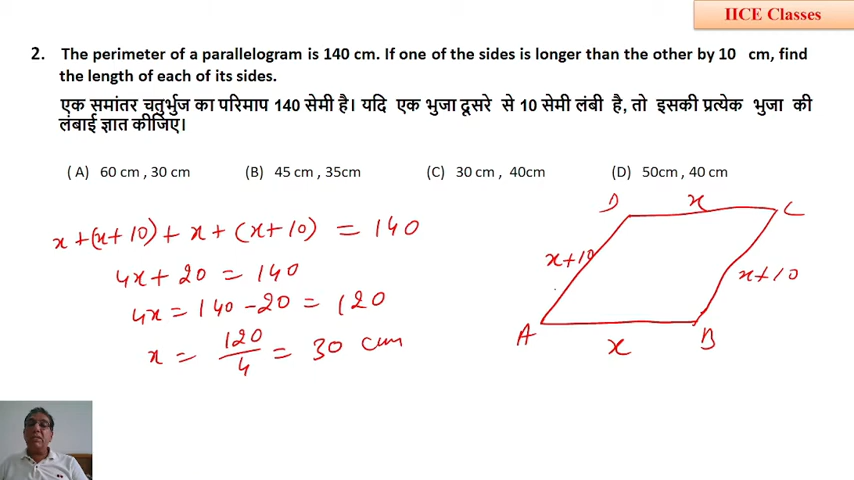 IICE Classes
2. The perimeter of a parallelogram is 140 cm. If one of the sides is longer than the other by 10 cm, find
the length of each of its sides.
एक समांतर चतुर्भुज का परिमाप 140 सेमी है। यदि एक भुजा दूसरे से 10 सेमी लंबी है, तो इसकी प्रत्येक भुजा की
लंबाई ज्ञात कीजिए।
( A) 60 cm , 30 cm (B) 45 cm , 35cm (C) 30 cm , 40cm (D) 50cm , 40 cm
x + (x + 10) + x + (x + 10) = 140
4x + 20 = 140
4x = 140 - 20 = 120
x = 120/4 = 30 cm
D x C
x+10 x+10
A x B